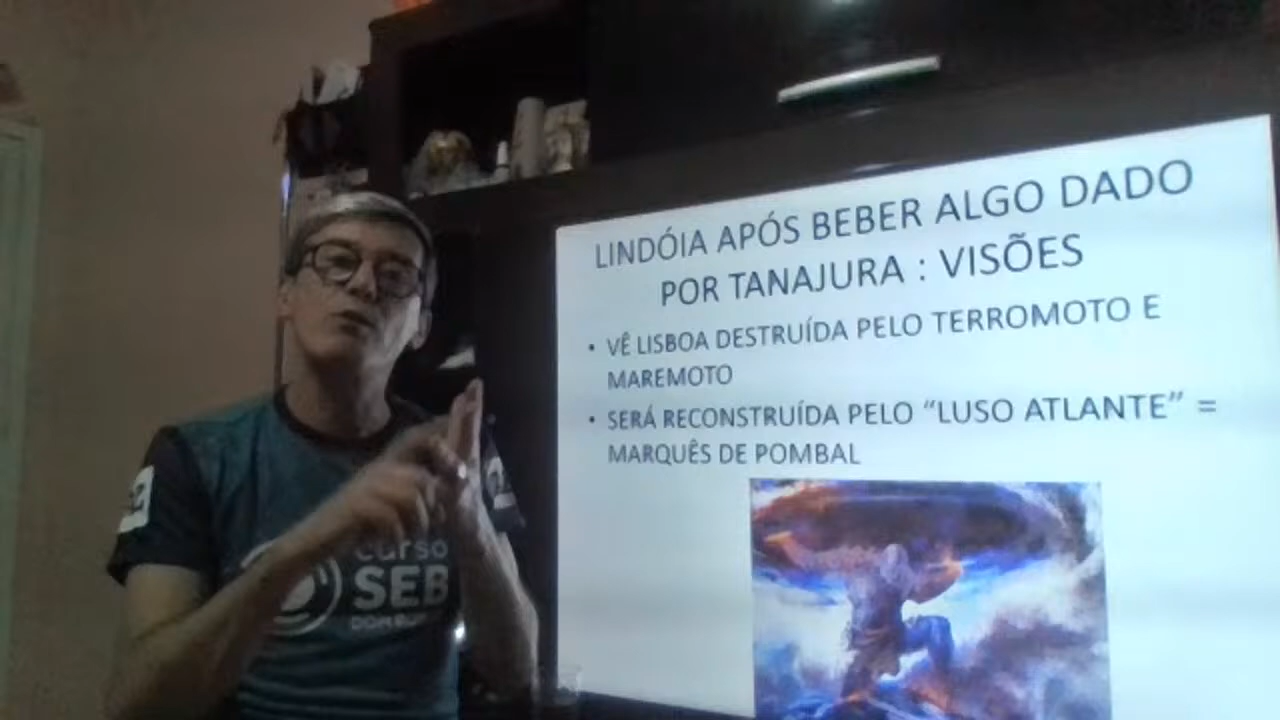 LINDÓIA APÓS BEBER ALGO DADO
POR TANAJURA : VISÕES
• VÊ LISBOA DESTRUÍDA PELO TERROMOTO E
MAREMOTO
• SERÁ RECONSTRUÍDA PELO “LUSO ATLANTE” =
MARQUÊS DE POMBAL
curso
SEB